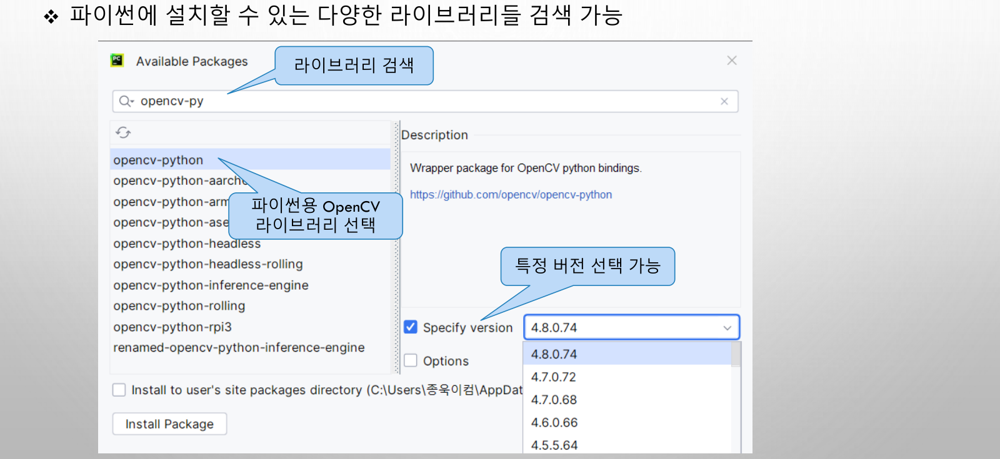 ❖ 파이썬에 설치할 수 있는 다양한 라이브러리들 검색 가능
PC
Available Packages
라이브러리 검색
opencv-py
Description
opencv-python
Wrapper package for OpenCV python bindings.
opencv-python-aarch
https://github.com/opencv/opencv-python
opencv-python-arm
파이썬용 OpenCV
라이브러리 선택
opencv-python-ase
opencv-python-headless
opencv-python-headless-rolling
특정 버전 선택 가능
opencv-python-inference-engine
opencv-python-rolling
opencv-python-rpi3
Specify version
4.8.0.74
renamed-opencv-python-inference-engine
4.8.0.74
Options
4.7.0.72
Install to user's site packages directory (C:\Users\종욱이컴\AppDat
4.7.0.68
4.6.0.66
Install Package
4.5.5.64